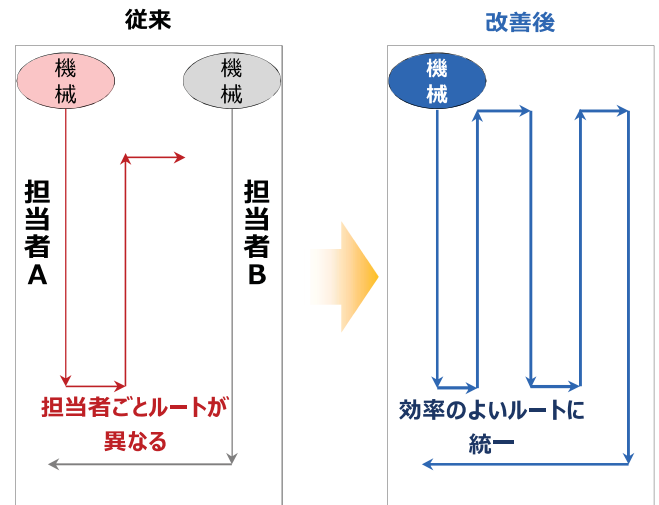 従来
機
械
機
械
担当者A
担当者B
担当者ごとルートが
異なる
改善後
機
械
効率のよいルートに
統一